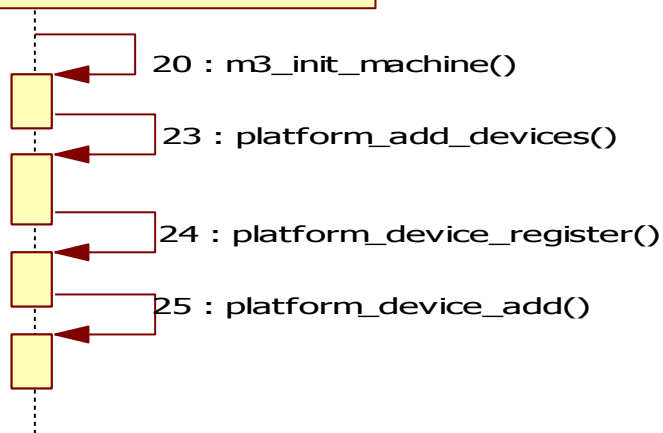 20 : m3_init_machine()
23 : platform_add_devices()
24 : platform_device_register()
25 : platform_device_add()